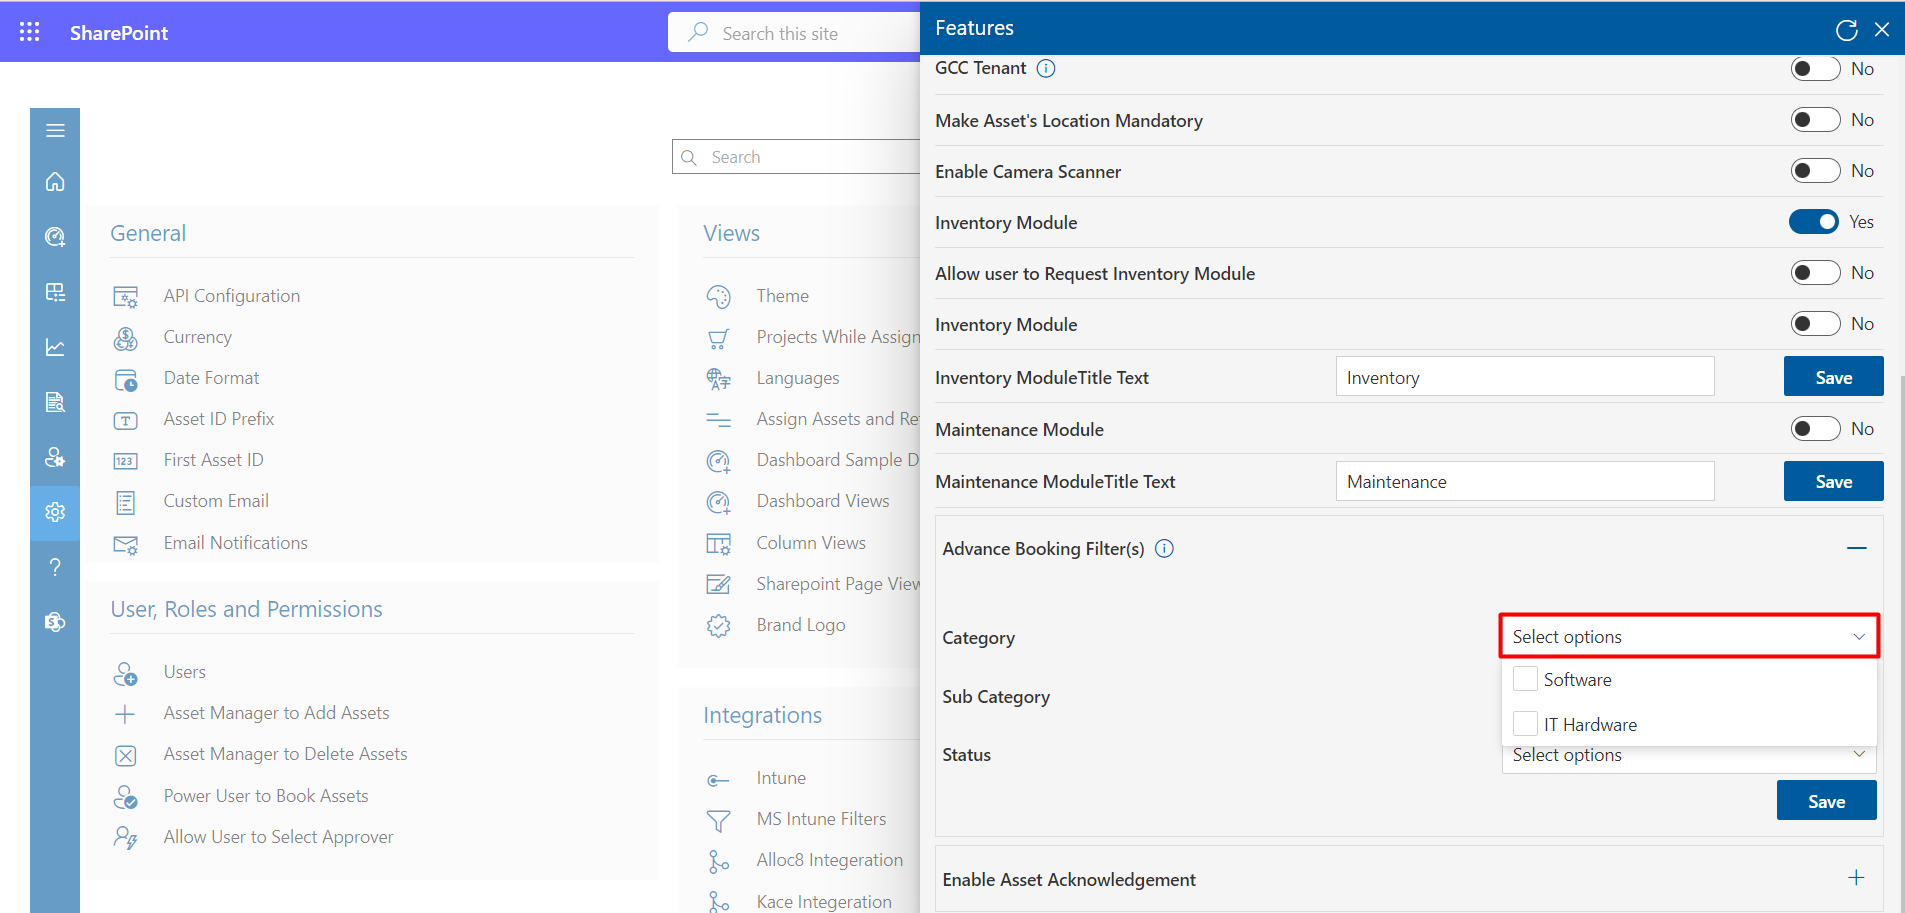 SharePoint
Search this site
Search
General
API Configuration
Currency
Date Format
Asset ID Prefix
First Asset ID
Custom Email
Email Notifications
User, Roles and Permissions
Users
Asset Manager to Add Assets
Asset Manager to Delete Assets
Power User to Book Assets
Allow User to Select Approver
Views
Theme
Projects While Assign
Languages
Assign Assets and Re
Dashboard Sample D
Dashboard Views
Column Views
Sharepoint Page View
Brand Logo
Integrations
Intune
MS Intune Filters
Alloc8 Integeration
Kace Integeration
Features
GCC Tenant No
Make Asset's Location Mandatory No
Enable Camera Scanner No
Inventory Module Yes
Allow user to Request Inventory Module No
Inventory Module No
Inventory ModuleTitle Text Inventory Save
Maintenance Module No
Maintenance ModuleTitle Text Maintenance Save
Advance Booking Filter(s)
Category Select options
Software
Sub Category
IT Hardware
Status Select options
Save
Enable Asset Acknowledgement